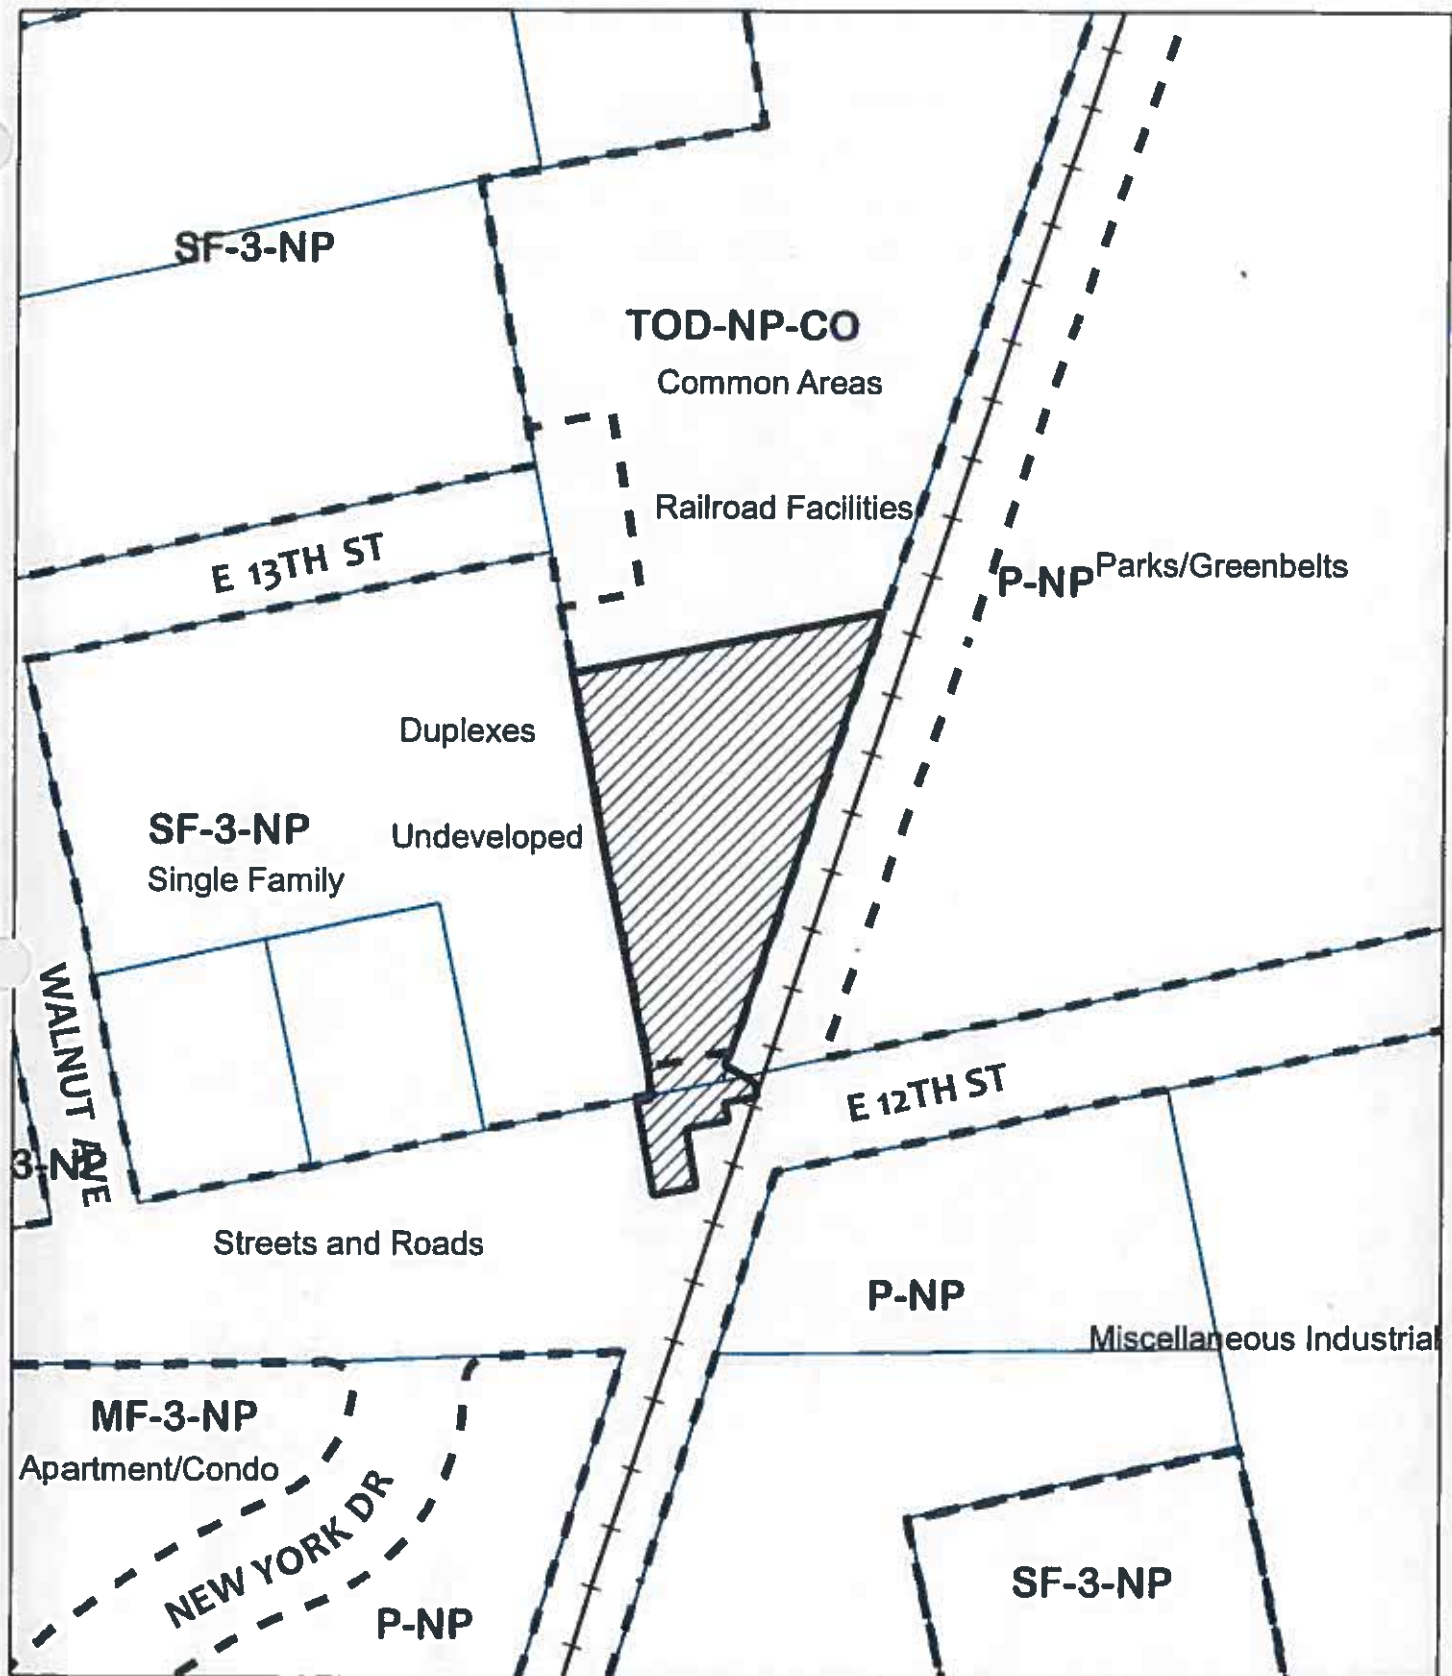 SF-3-NP
TOD-NP-CO
Common Areas
Railroad Facilities
E 13TH ST
P-NP
Parks/Greenbelts
Duplexes
SF-3-NP
Undeveloped
Single Family
WALNUT AVE
3-NP
E 12TH ST
Streets and Roads
P-NP
Miscellaneous Industrial
MF-3-NP
Apartment/Condo
NEW YORK DR
SF-3-NP
P-NP